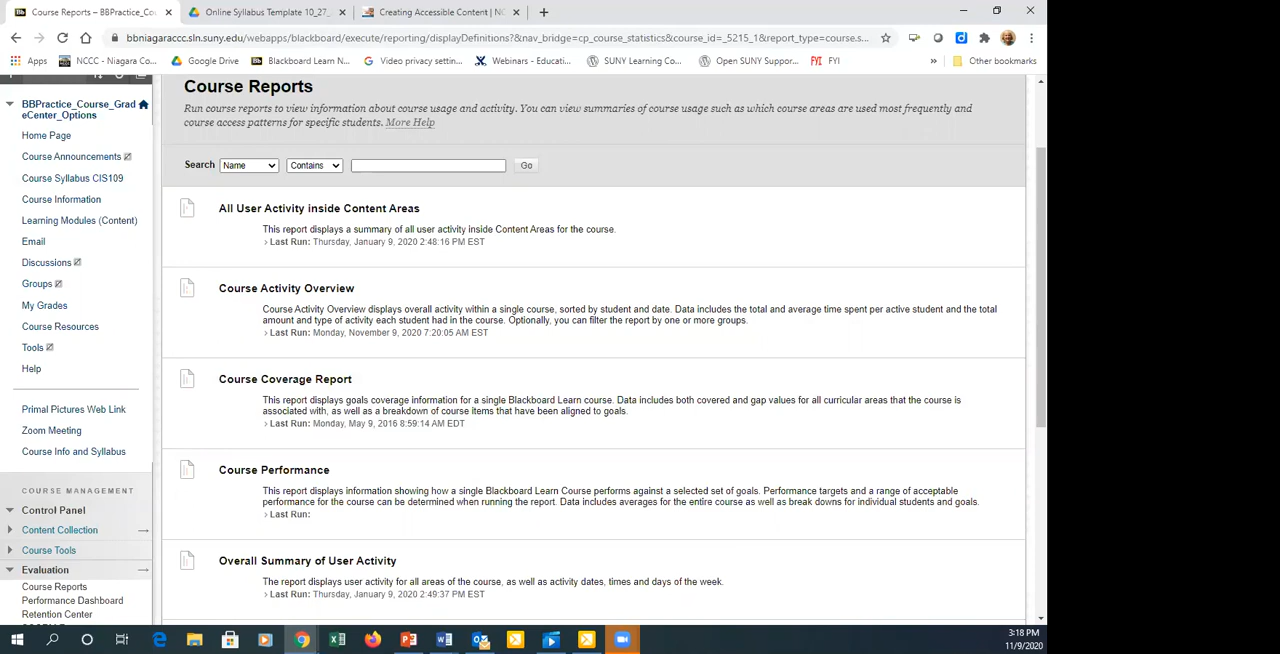 Course Reports – BBPractice_Co
Online Syllabus Template 10_27_
Creating Accessible Content | NC
bbniagaraccc.sln.suny.edu/webapps/blackboard/execute/reporting/displayDefinitions?&nav_bridge=cp_course_statistics&course_id=_5215_1&report_type=course.s...
Apps
NCCC - Niagara Co...
Google Drive
Blackboard Learn N...
Video privacy settin...
Webinars - Educati...
SUNY Learning Co...
Open SUNY Suppor...
FYI
Other bookmarks
BBPractice_Course_Grad
eCenter_Options
Home Page
Course Announcements
Course Syllabus CIS109
Course Information
Learning Modules (Content)
Email
Discussions
Groups
My Grades
Course Resources
Tools
Help
Primal Pictures Web Link
Zoom Meeting
Course Info and Syllabus
COURSE MANAGEMENT
Control Panel
Content Collection
Course Tools
Evaluation
Course Reports
Performance Dashboard
Retention Center
Course Reports
Run course reports to view information about course usage and activity. You can view summaries of course usage such as which course areas are used most frequently and
course access patterns for specific students. More Help
Search Name Contains Go
All User Activity inside Content Areas
This report displays a summary of all user activity inside Content Areas for the course.
› Last Run: Thursday, January 9, 2020 2:48:16 PM EST
Course Activity Overview
Course Activity Overview displays overall activity within a single course, sorted by student and date. Data includes the total and average time spent per active student and the total
amount and type of activity each student had in the course. Optionally, you can filter the report by one or more groups.
› Last Run: Monday, November 9, 2020 7:20:05 AM EST
Course Coverage Report
This report displays goals coverage information for a single Blackboard Learn course. Data includes both covered and gap values for all curricular areas that the course is
associated with, as well as a breakdown of course items that have been aligned to goals.
› Last Run: Monday, May 9, 2016 8:59:14 AM EDT
Course Performance
This report displays information showing how a single Blackboard Learn Course performs against a selected set of goals. Performance targets and a range of acceptable
performance for the course can be determined when running the report. Data includes averages for the entire course as well as break downs for individual students and goals.
› Last Run:
Overall Summary of User Activity
The report displays user activity for all areas of the course, as well as activity dates, times and days of the week.
› Last Run: Thursday, January 9, 2020 2:49:37 PM EST
3:18 PM
11/9/2020